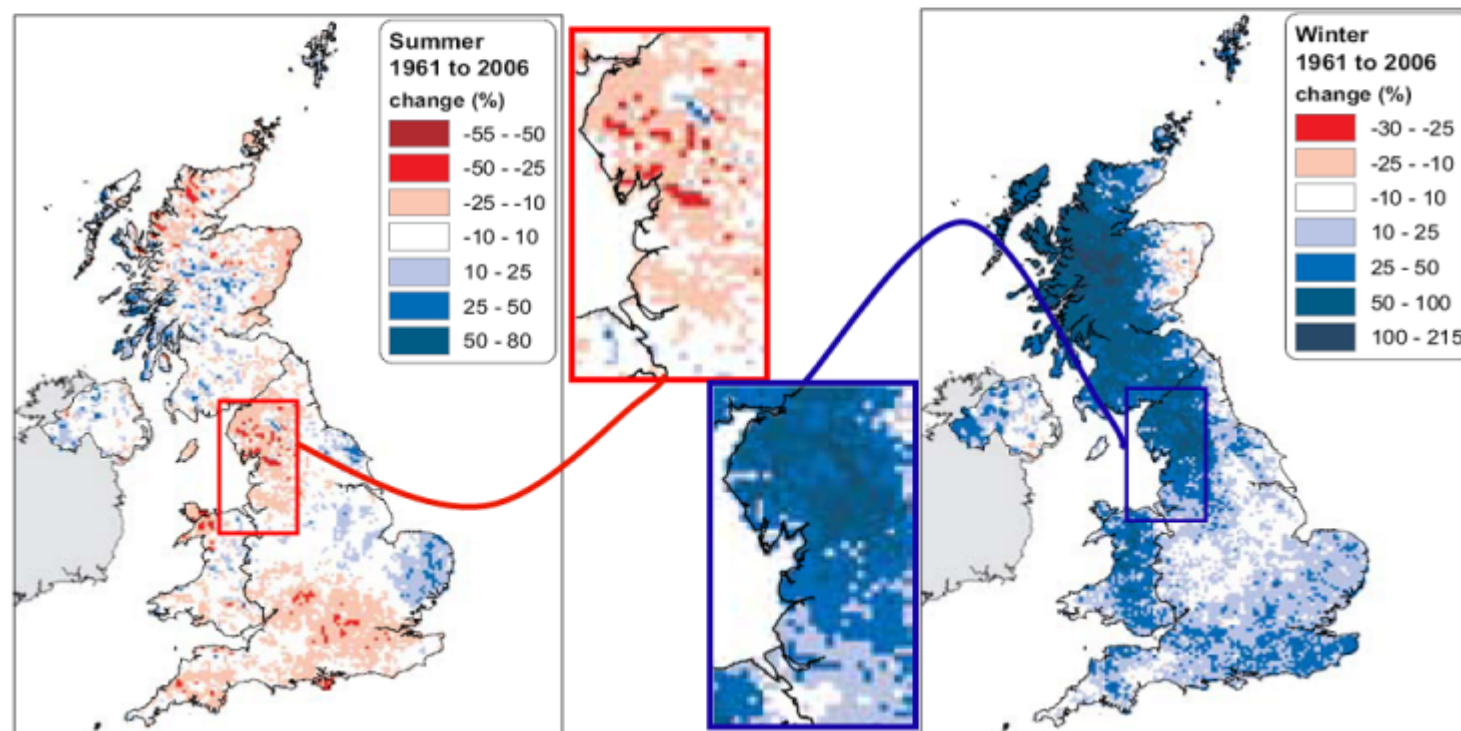 Summer
1961 to 2006
change (%)
-55 - -50
-50 - -25
-25 - -10
-10 - 10
10 - 25
25 - 50
50 - 80
Winter
1961 to 2006
change (%)
-30 - -25
-25 - -10
-10 - 10
10 - 25
25 - 50
50 - 100
100 - 215